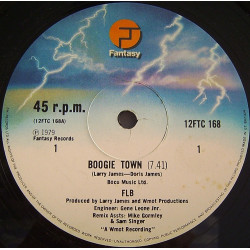 Fantasy
45 r.p.m.
(12FTC 168A)
℗ 1979
Fantasy Records
12FTC 168
1
1
BOOGIE TOWN (7.41)
(Larry James—Doris James)
Boca Music Ltd.
FLB
Produced by Larry James and Wmot Productions
Engineer: Gene Leone Jnr.
Remix Assts: Mike Gormley
& Sam Singer
"A Wmot Recording"